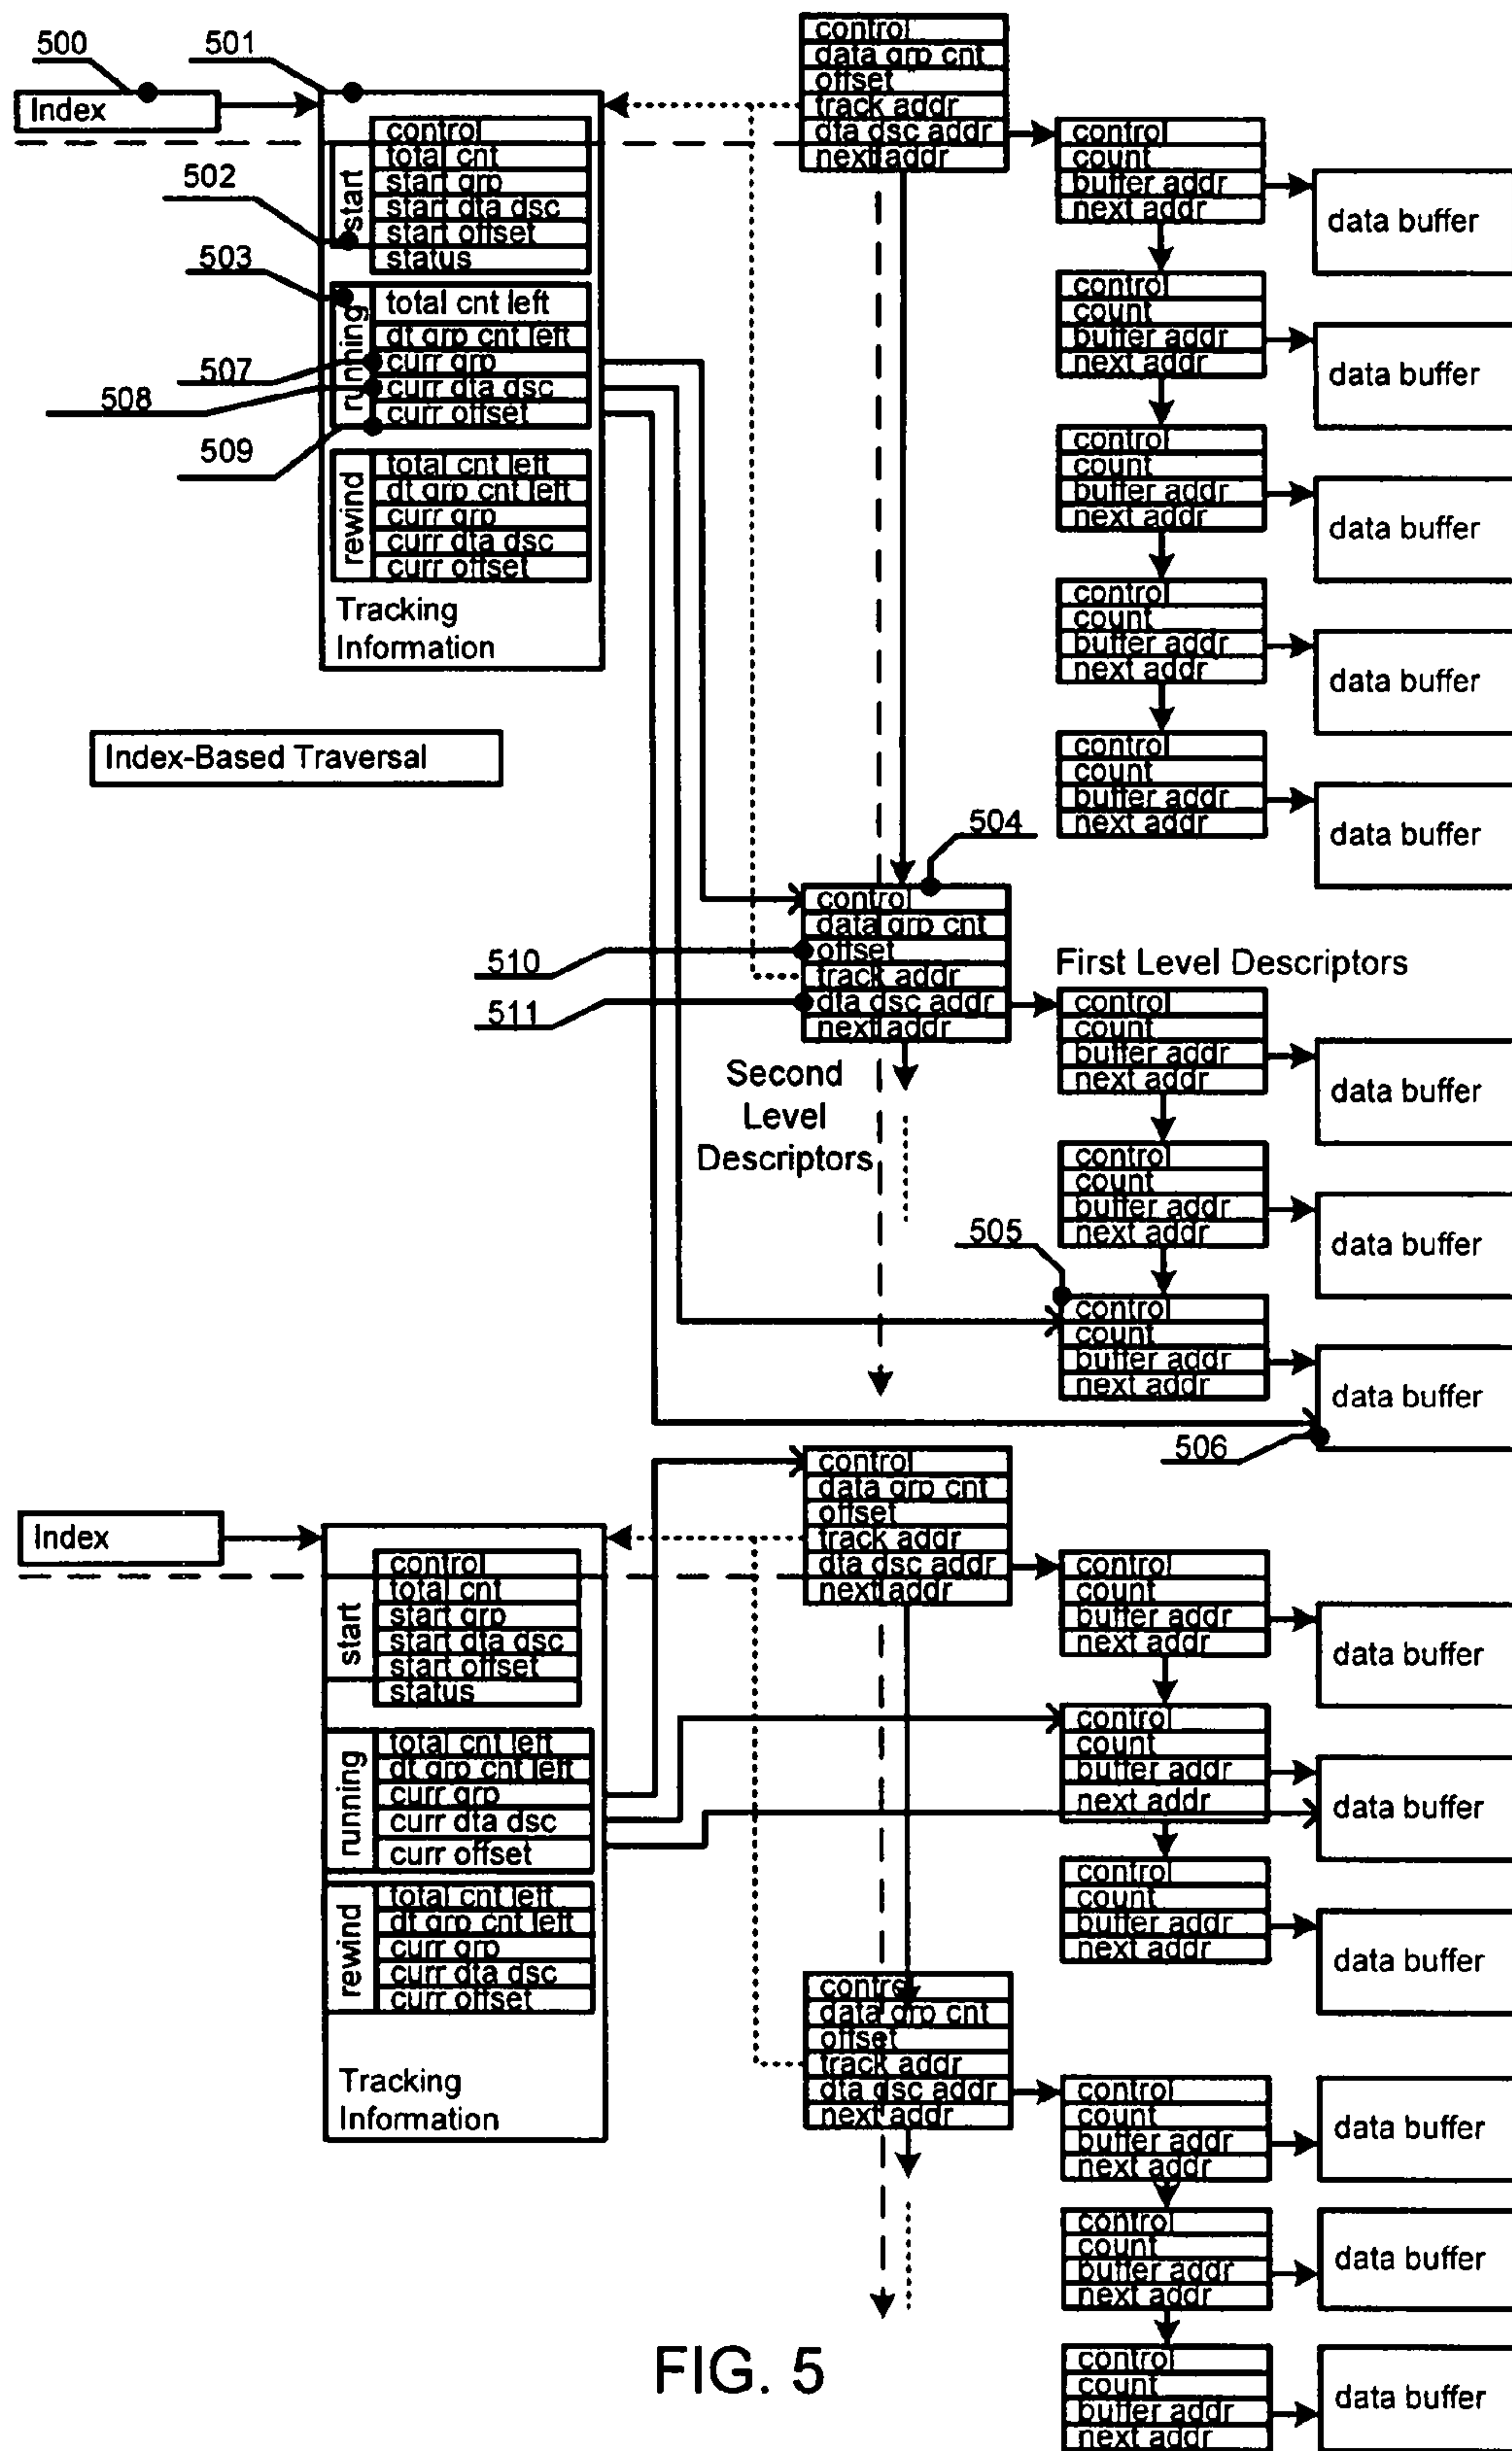 500
501
Index
502
503
507
508
509
start
control
total cnt
start grp
start dta dsc
start offset
status
running
total cnt left
dt grp cnt left
curr grp
curr dta dsc
curr offset
rewind
total cnt left
dt grp cnt left
curr grp
curr dta dsc
curr offset
Tracking
Information
Index-Based Traversal
control
data grp cnt
offset
track addr
dta dsc addr
next addr
control
count
buffer addr
next addr
data buffer
control
count
buffer addr
next addr
data buffer
control
count
buffer addr
next addr
data buffer
control
count
buffer addr
next addr
data buffer
control
count
buffer addr
next addr
data buffer
504
510
511
control
data grp cnt
offset
track addr
dta dsc addr
next addr
Second
Level
Descriptors
First Level Descriptors
control
count
buffer addr
next addr
data buffer
control
count
buffer addr
next addr
data buffer
505
control
count
buffer addr
next addr
data buffer
506
Index
start
control
total cnt
start grp
start dta dsc
start offset
status
running
total cnt left
dt grp cnt left
curr grp
curr dta dsc
curr offset
rewind
total cnt left
dt grp cnt left
curr grp
curr dta dsc
curr offset
Tracking
Information
control
data grp cnt
offset
track addr
dta dsc addr
next addr
control
count
buffer addr
next addr
data buffer
control
count
buffer addr
next addr
data buffer
control
count
buffer addr
next addr
data buffer
control
data grp cnt
offset
track addr
dta dsc addr
next addr
control
count
buffer addr
next addr
data buffer
control
count
buffer addr
next addr
data buffer
control
count
buffer addr
next addr
data buffer
FIG. 5